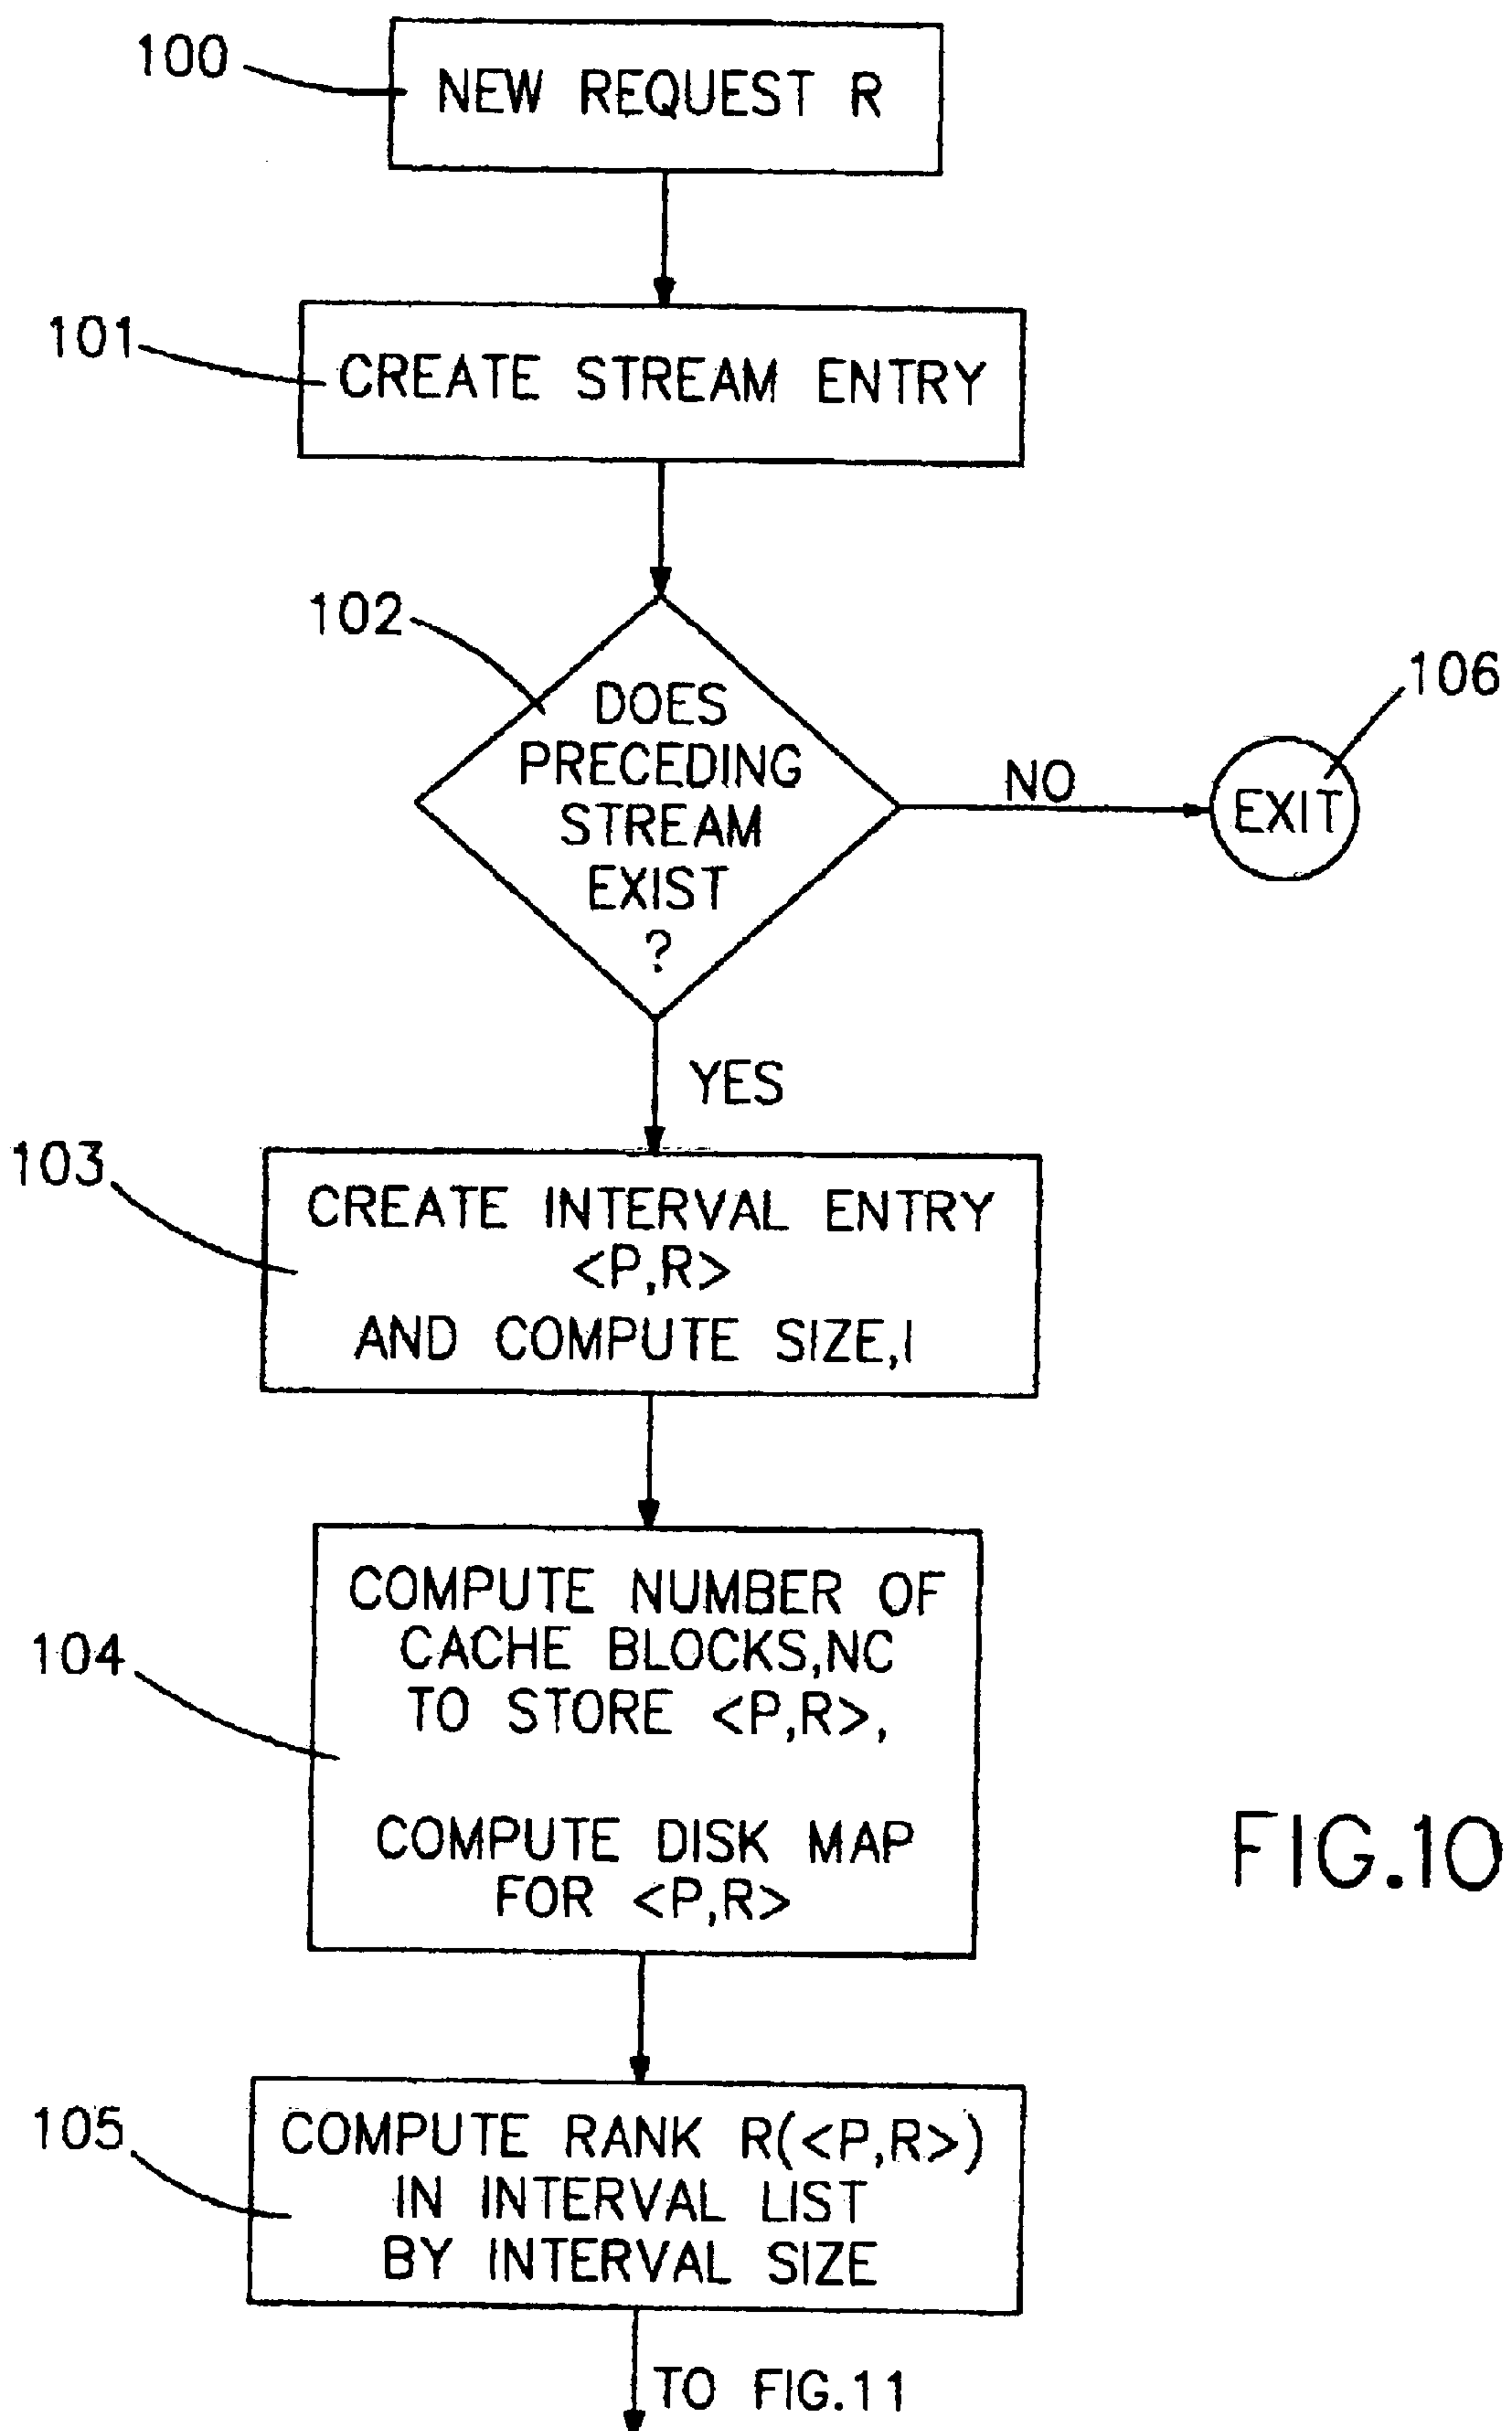 100
NEW REQUEST R
101
CREATE STREAM ENTRY
102
DOES
PRECEDING
STREAM
EXIST
?
NO
106
EXIT
YES
103
CREATE INTERVAL ENTRY
<P,R>
AND COMPUTE SIZE,I
104
COMPUTE NUMBER OF
CACHE BLOCKS,NC
TO STORE <P,R>,
COMPUTE DISK MAP
FOR <P,R>
FIG.10
105
COMPUTE RANK R(<P,R>)
IN INTERVAL LIST
BY INTERVAL SIZE
TO FIG.11